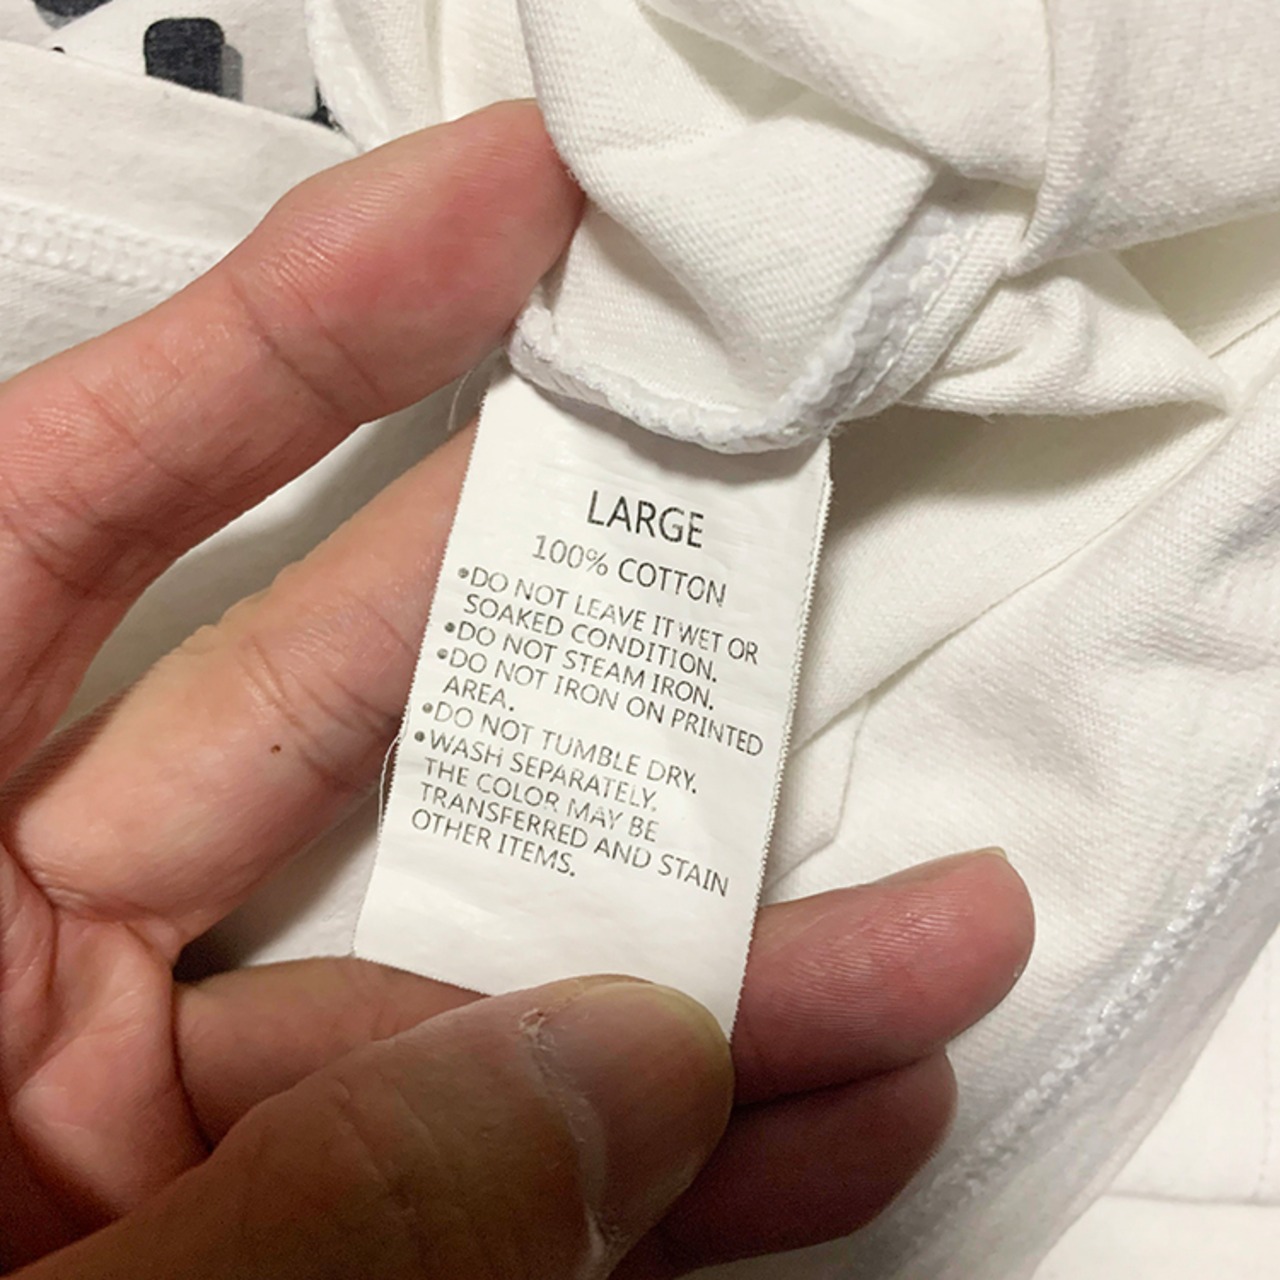 LARGE
100% COTTON
•DO NOT LEAVE IT WET OR
SOAKED CONDITION.
•DO NOT STEAM IRON.
•DO NOT IRON ON PRINTED
AREA.
•DO NOT TUMBLE DRY.
•WASH SEPARATELY.
THE COLOR MAY BE
TRANSFERRED AND STAIN
OTHER ITEMS.